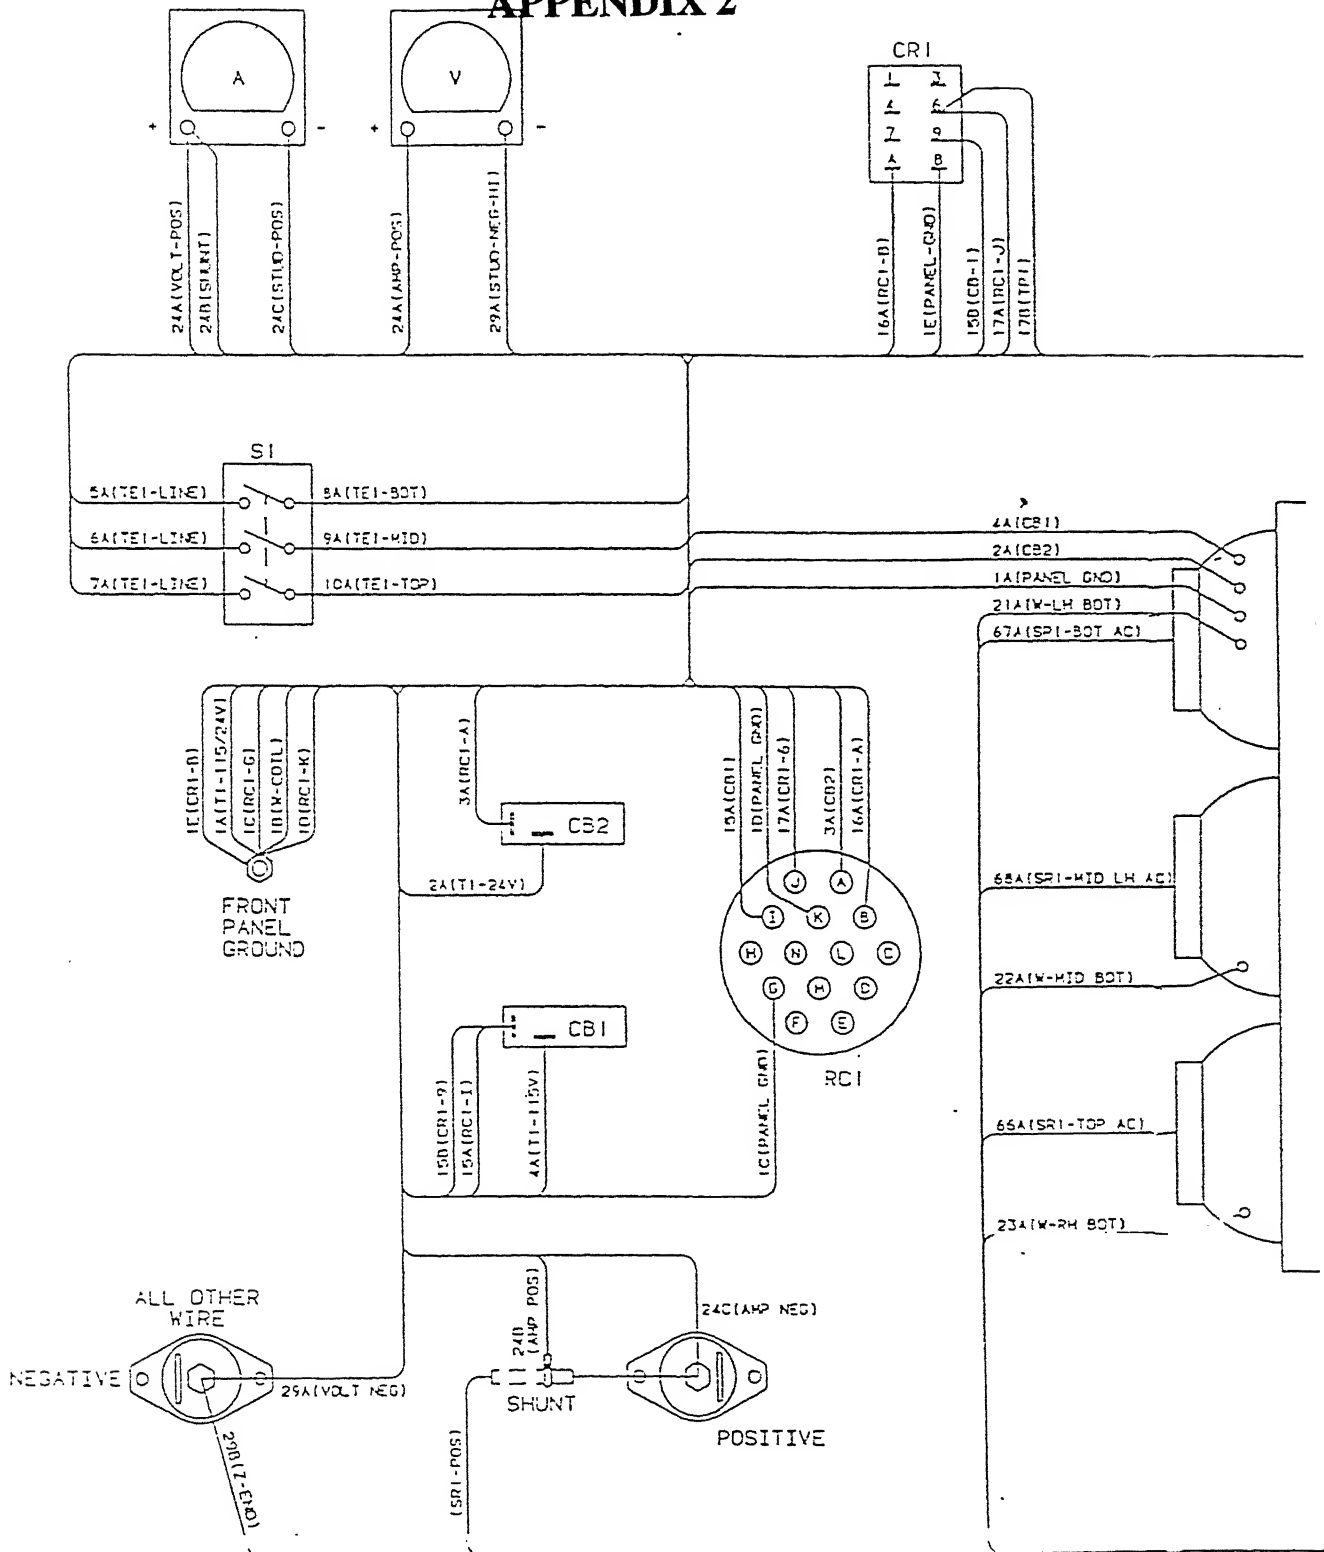 APPENDIX 2
A
V
+
-
+
-
24A(VOLT-POS)
24B(SHUNT)
24C(STUD-POS)
24A(AMP-POS)
29A(STUD-NEG-HI)
CR1
1 3
4 6
7 9
A B
16A(RC1-B)
1E(PANEL-GND)
15B(CB-1)
17A(RC1-J)
17B(TP1)
S1
5A(TE1-LINE)
8A(TE1-BOT)
6A(TE1-LINE)
9A(TE1-MID)
7A(TE1-LINE)
10A(TE1-TOP)
4A(CB1)
2A(CB2)
1A(PANEL GND)
21A(W-LH BOT)
67A(SR1-BOT AC)
1E(CR1-B)
1A(T1-115/24V)
1C(RC1-G)
1B(W-COIL)
1D(RC1-K)
FRONT
PANEL
GROUND
3A(RC1-A)
CB2
2A(T1-24V)
15A(CB1)
1D(PANEL GND)
17A(CR1-6)
3A(CB2)
16A(CR1-A)
J A
I K B
H N L C
G M D
F E
RC1
68A(SR1-MID LH AC)
22A(W-MID BOT)
CB1
15B(CR1-9)
15A(RC1-I)
4A(T1-115V)
1C(PANEL GND)
66A(SR1-TOP AC)
23A(W-RH BOT)
ALL OTHER
WIRE
NEGATIVE
29A(VOLT NEG)
29B(Z-END)
24B
(AMP POS)
24C(AMP NEG)
SHUNT
POSITIVE
(SR1-POS)